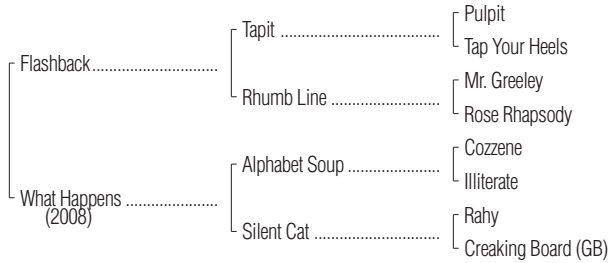 Pulpit
Tapit ........................................
Tap Your Heels
Flashback................................
Mr. Greeley
Rhumb Line ...........................
Rose Rhapsody
Cozzene
Alphabet Soup .......................
Illiterate
What Happens .......................
(2008)
Rahy
Silent Cat ................................
Creaking Board (GB)